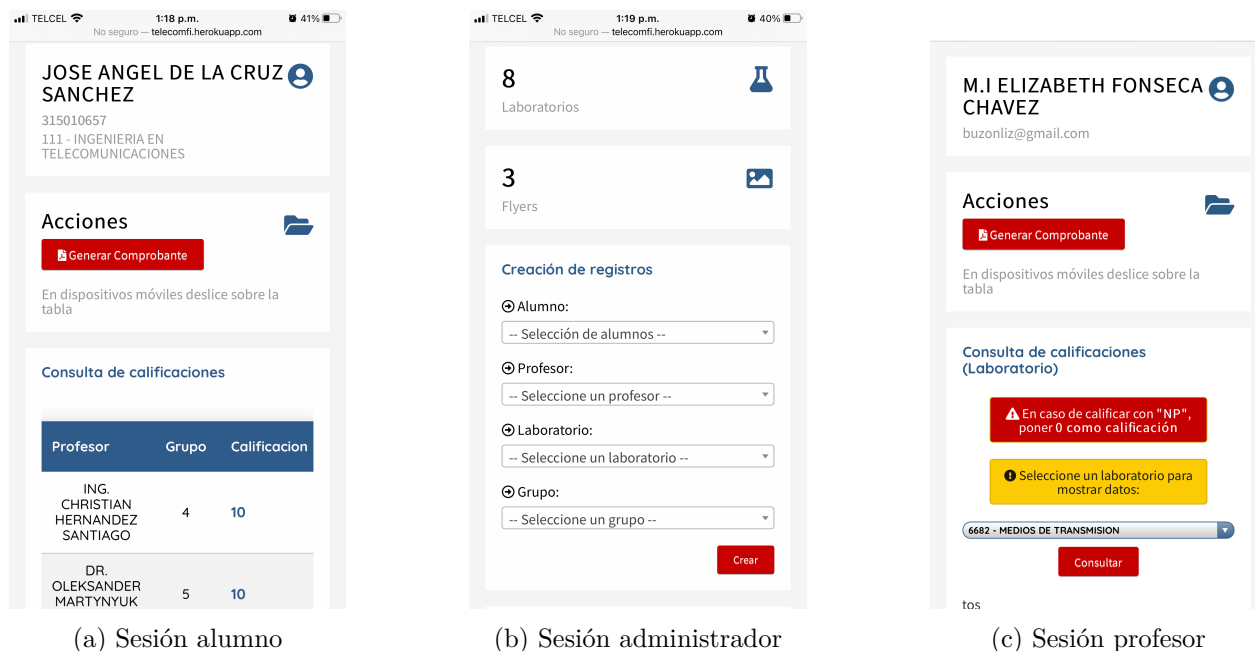 TELCEL 1:18 p.m. 41%
No seguro — telecomfi.herokuapp.com
JOSE ANGEL DE LA CRUZ
SANCHEZ
315010657
111 - INGENIERIA EN
TELECOMUNICACIONES
Acciones
Generar Comprobante
En dispositivos móviles deslice sobre la
tabla
Consulta de calificaciones
Profesor Grupo Calificacion
ING.
CHRISTIAN
HERNANDEZ
SANTIAGO
4 10
DR.
OLEKSANDER
MARTYNYUK
5 10
(a) Sesión alumno
TELCEL 1:19 p.m. 40%
No seguro — telecomfi.herokuapp.com
8
Laboratorios
3
Flyers
Creación de registros
Alumno:
-- Selección de alumnos --
Profesor:
-- Seleccione un profesor --
Laboratorio:
-- Seleccione un laboratorio --
Grupo:
-- Seleccione un grupo --
Crear
(b) Sesión administrador
M.I ELIZABETH FONSECA
CHAVEZ
buzonliz@gmail.com
Acciones
Generar Comprobante
En dispositivos móviles deslice sobre la
tabla
Consulta de calificaciones
(Laboratorio)
En caso de calificar con "NP",
poner 0 como calificación
Seleccione un laboratorio para
mostrar datos:
6682 - MEDIOS DE TRANSMISION
Consultar
tos
(c) Sesión profesor